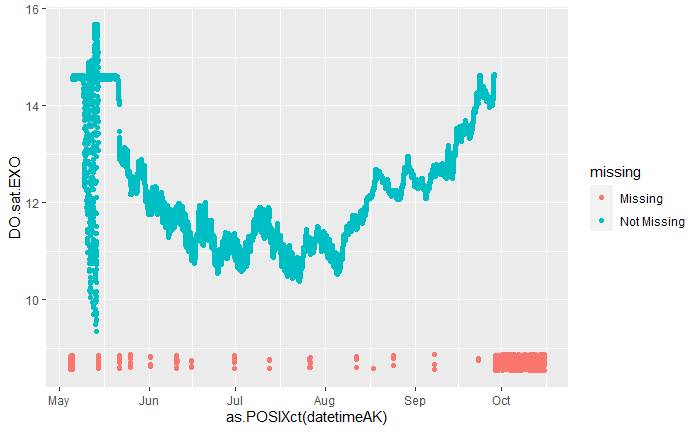 16
14
12
10
DO.sat.EXO
May Jun Jul Aug Sep Oct
as.POSIXct(datetimeAK)
missing
Missing
Not Missing